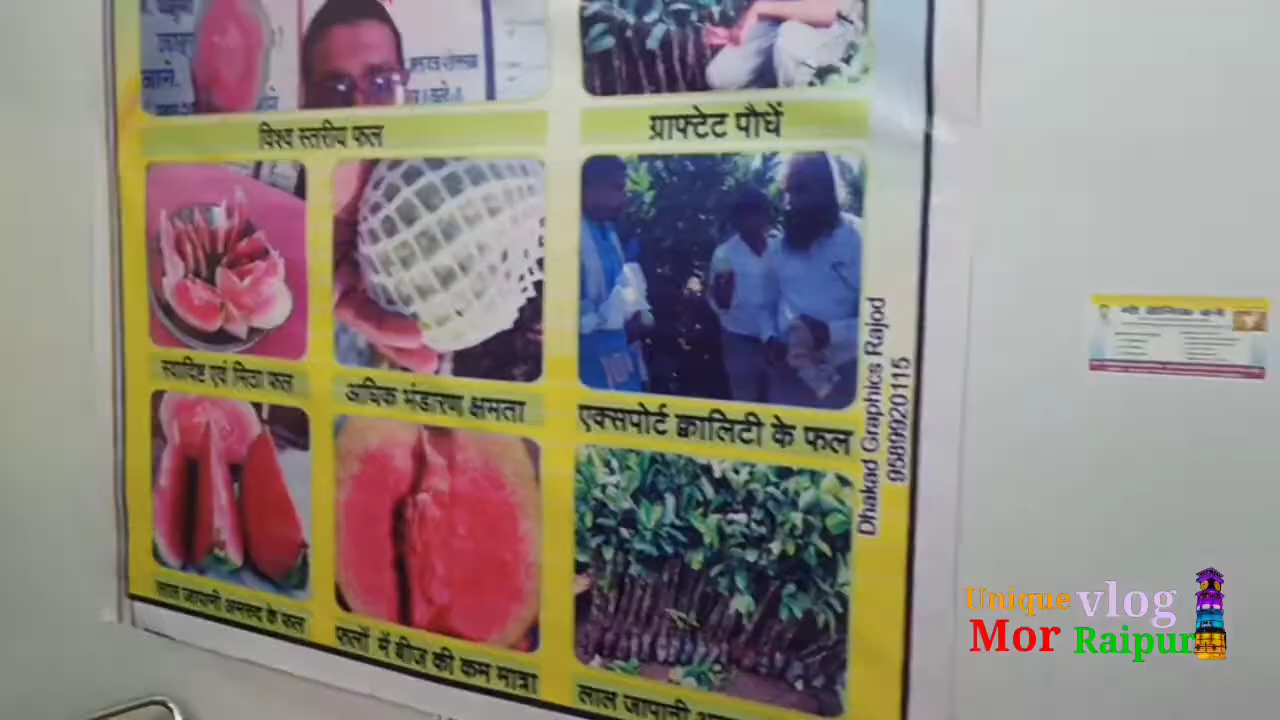 विश्व स्तरीय फल
ग्राफ्टेट पौधें
स्वादिष्ट एवं मिठा फल
अधिक भंडारण क्षमता
एक्सपोर्ट क्वालिटी के फल
लाल जापानी अमरुद के फल
फलों में बीज की कम मात्रा
लाल जापानी
Dhakad Graphics Rajod
9589920115
Unique vlog
Mor Raipur